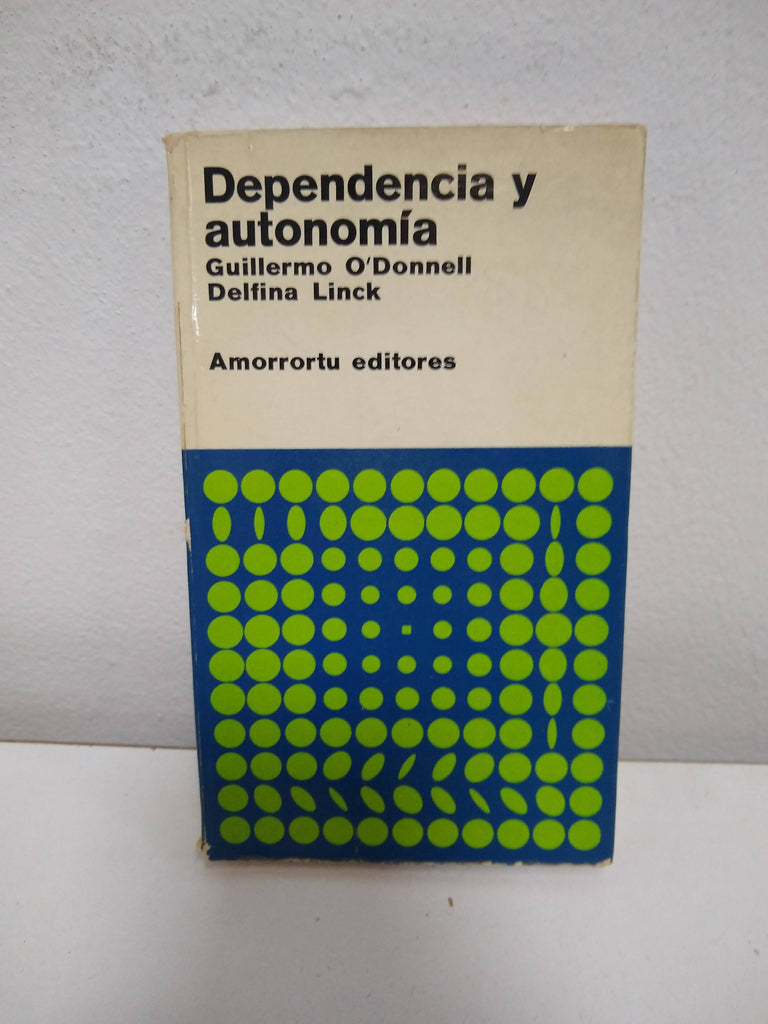 Dependencia y
autonomía
Guillermo O'Donnell
Delfina Linck
Amorrortu editores